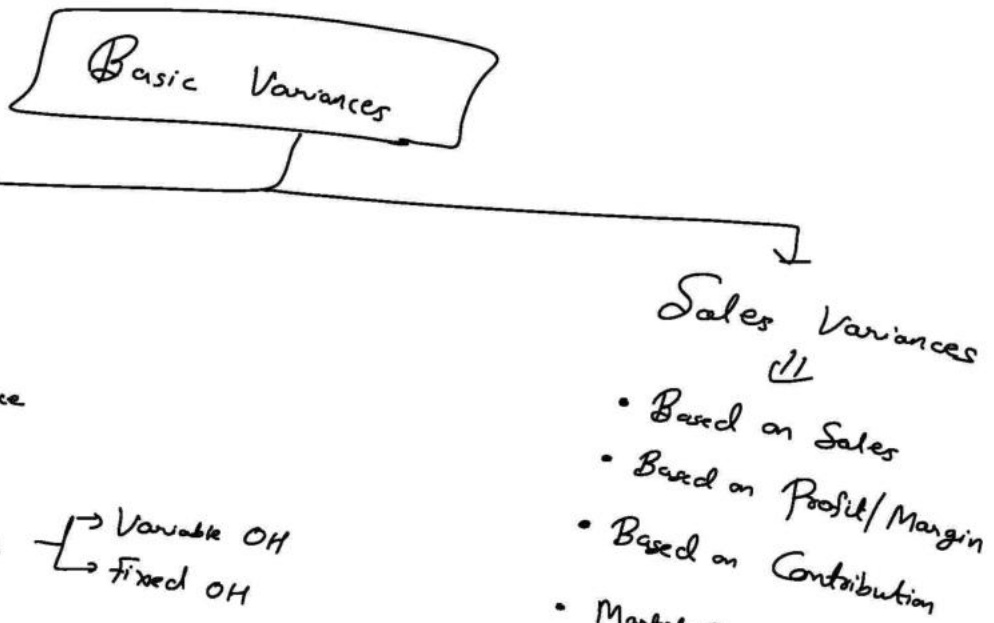 Basic Variances
Sales Variances
• Based on Sales
• Based on Profit/Margin
• Based on Contribution
→ Variable OH
→ Fixed OH